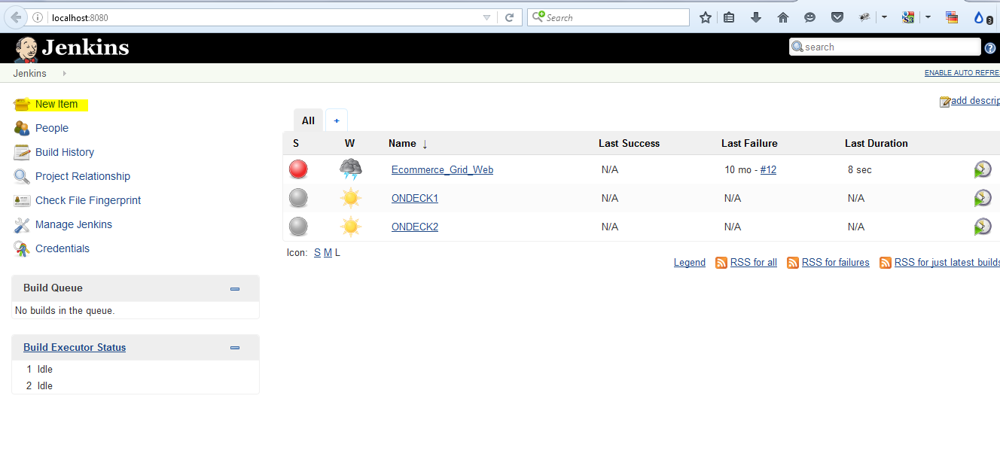 localhost:8080
Search
3
Jenkins
search
Jenkins
ENABLE AUTO REFRE
New Item
People
Build History
Project Relationship
Check File Fingerprint
Manage Jenkins
Credentials
add descrip
All +
S W Name ↓ Last Success Last Failure Last Duration
Ecommerce_Grid_Web N/A 10 mo - #12 8 sec
ONDECK1 N/A N/A N/A
ONDECK2 N/A N/A N/A
Icon: S M L
Legend RSS for all RSS for failures RSS for just latest builds
Build Queue
No builds in the queue.
Build Executor Status
1 Idle
2 Idle